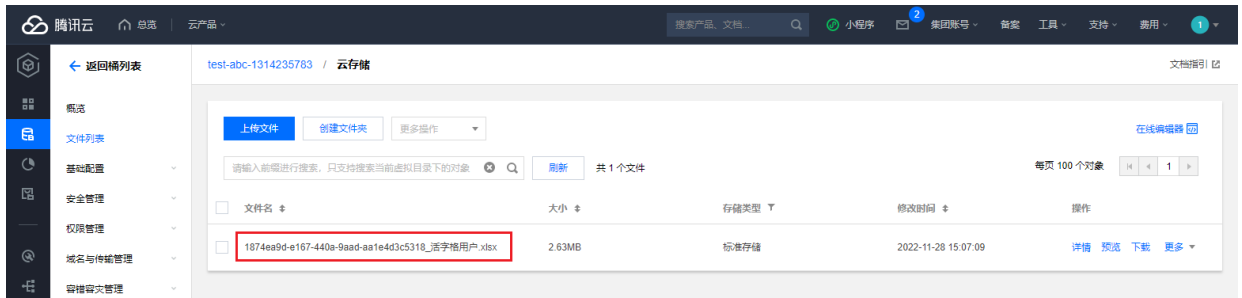 腾讯云 总览 云产品 搜索产品、文档... 小程序 2 集团账号 备案 工具 支持 费用 1
返回桶列表 test-abc-1314235783 / 云存储 文档指引
概览
上传文件 创建文件夹 更多操作 在线编辑器
文件列表
基础配置 请输入前缀进行搜索，只支持搜索当前虚拟目录下的对象 刷新 共 1 个文件 每页 100 个对象 1
安全管理 文件名 大小 存储类型 修改时间 操作
权限管理
1874ea9d-e167-440a-9aad-aa1e4d3c5318_活字格用户.xlsx 2.63MB 标准存储 2022-11-28 15:07:09 详情 预览 下载 更多
域名与传输管理
容错容灾管理